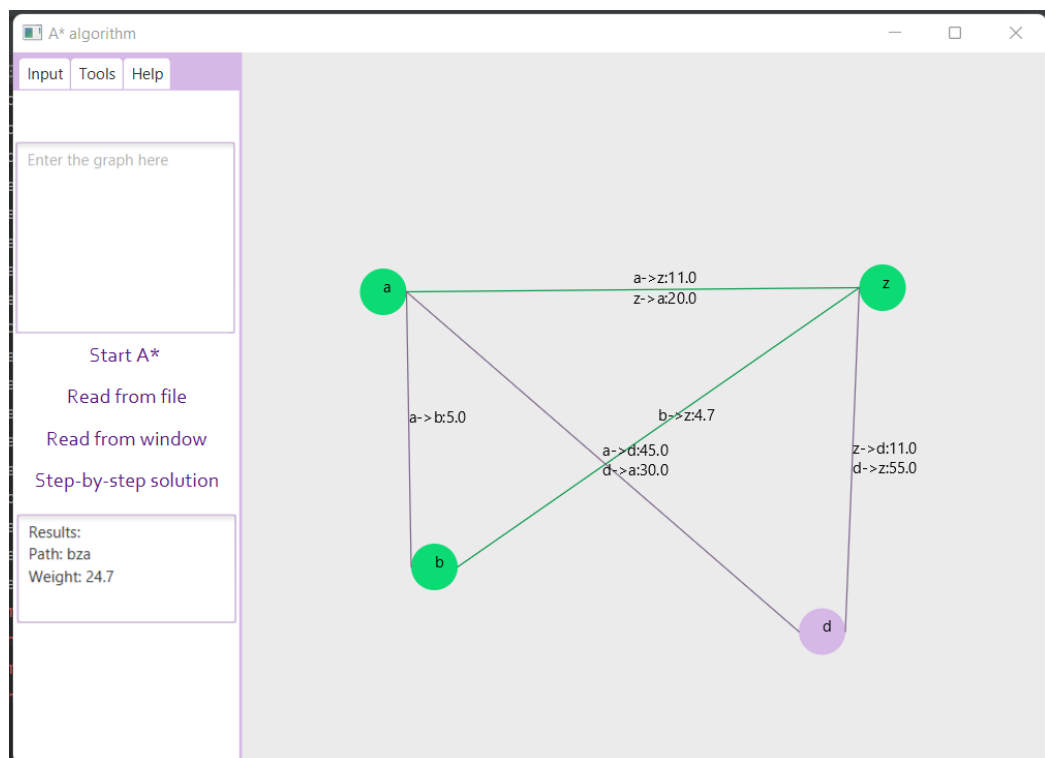 A* algorithm
Input Tools Help
Enter the graph here
Start A*
Read from file
Read from window
Step-by-step solution
Results:
Path: bza
Weight: 24.7
a
z
a->z:11.0
z->a:20.0
a->b:5.0
b->z:4.7
a->d:45.0
d->a:30.0
z->d:11.0
d->z:55.0
b
d